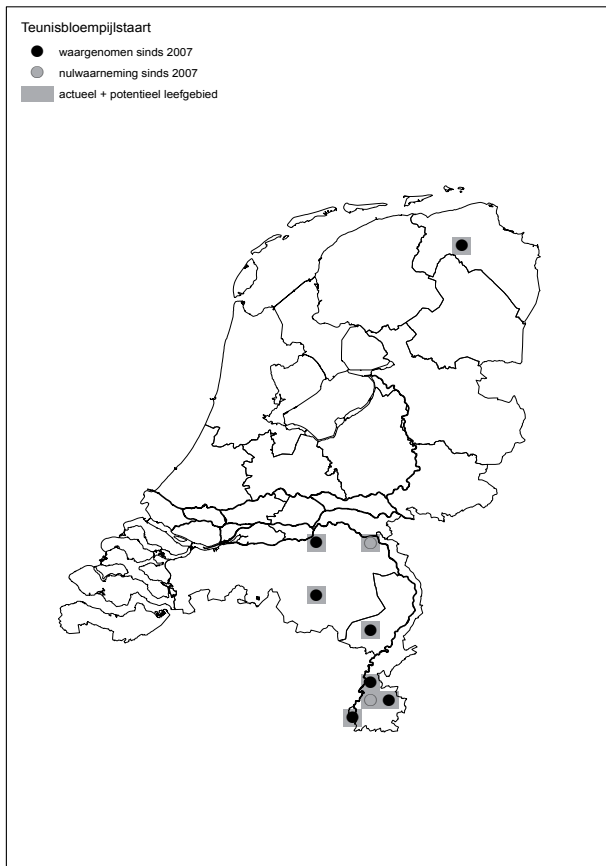 Teunisbloempijlstaart
waargenomen sinds 2007
nulwaarneming sinds 2007
actueel + potentieel leefgebied